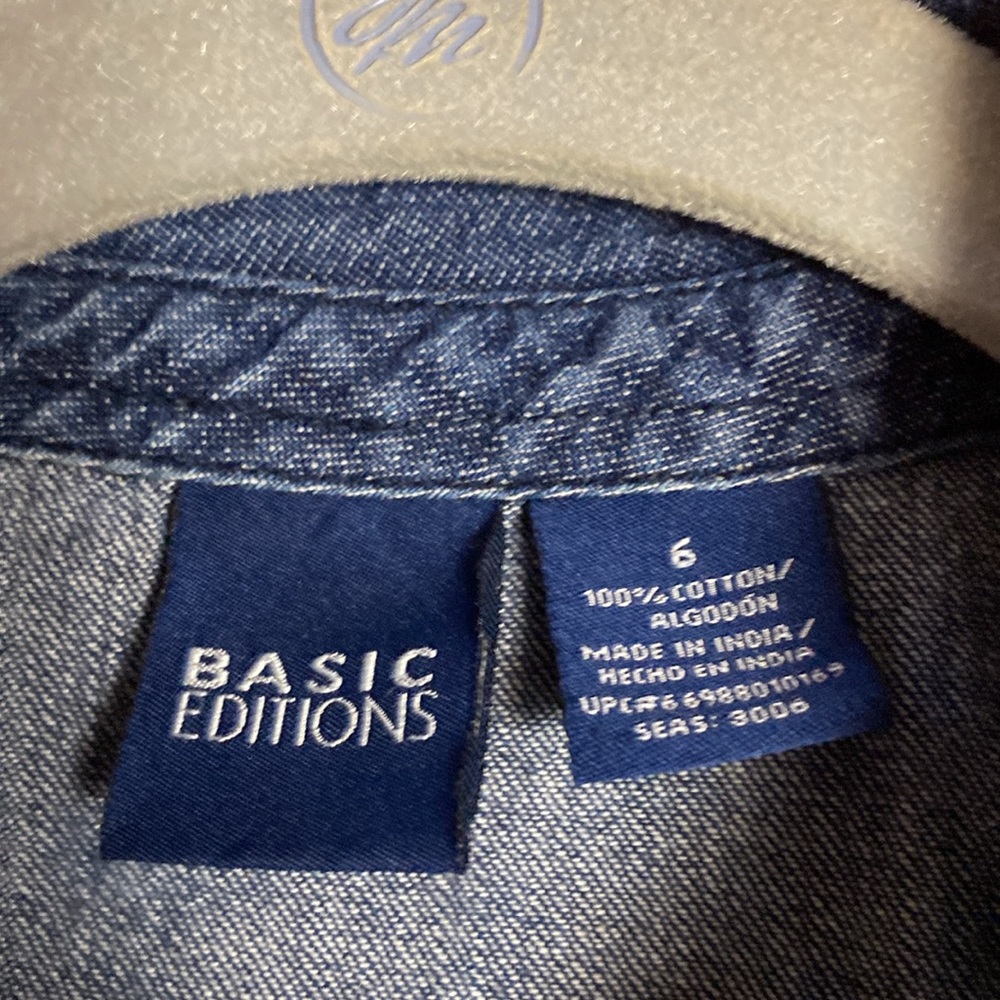 BASIC
EDITIONS
6
100% COTTON/
ALGODÓN
MADE IN INDIA/
HECHO EN INDIA
UPC#6 6988010169
SEAS: 3006